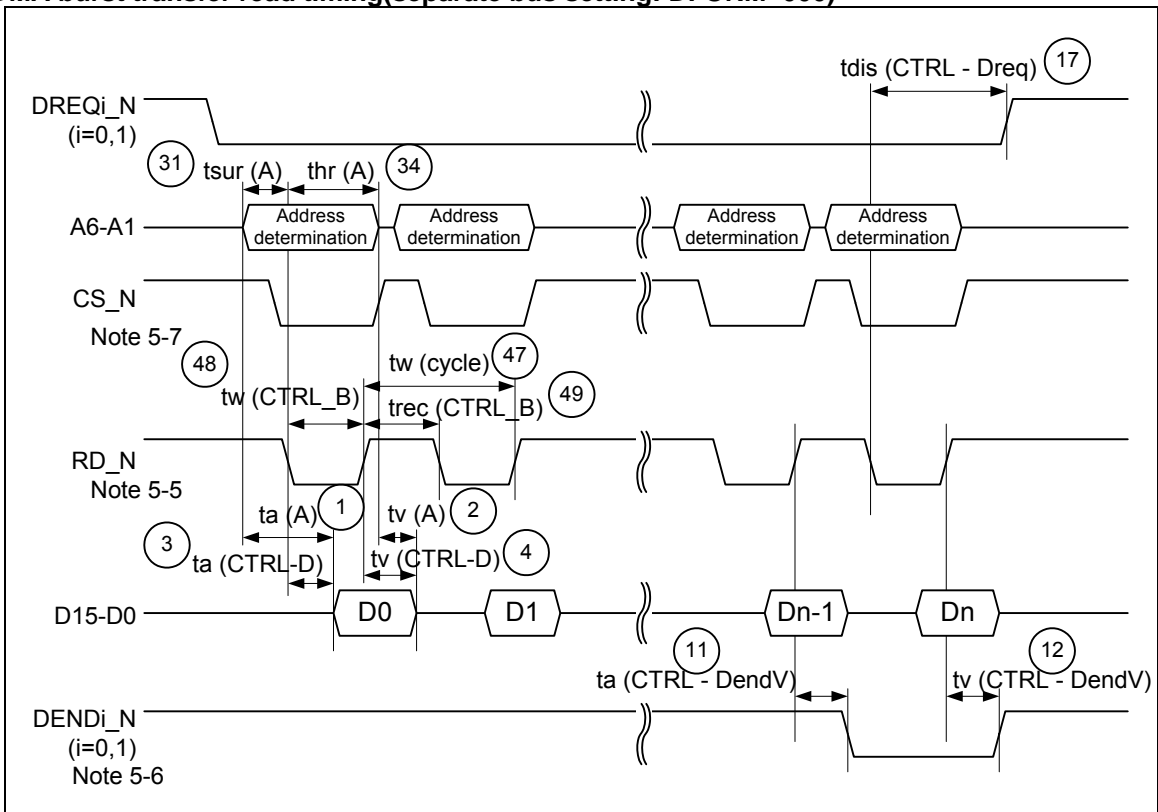 tdis (CTRL - Dreq) 17
DREQi_N
(i=0,1)
31 tsur (A) thr (A) 34
A6-A1
Address
determination
Address
determination
Address
determination
Address
determination
CS_N
Note 5-7
48
tw (cycle) 47
tw (CTRL_B)
trec (CTRL_B) 49
RD_N
Note 5-5
ta (A) 1
tv (A) 2
3 ta (CTRL-D)
tv (CTRL-D) 4
D15-D0
D0
D1
Dn-1
Dn
11
ta (CTRL - DendV)
12
tv (CTRL - DendV)
DENDi_N
(i=0,1)
Note 5-6